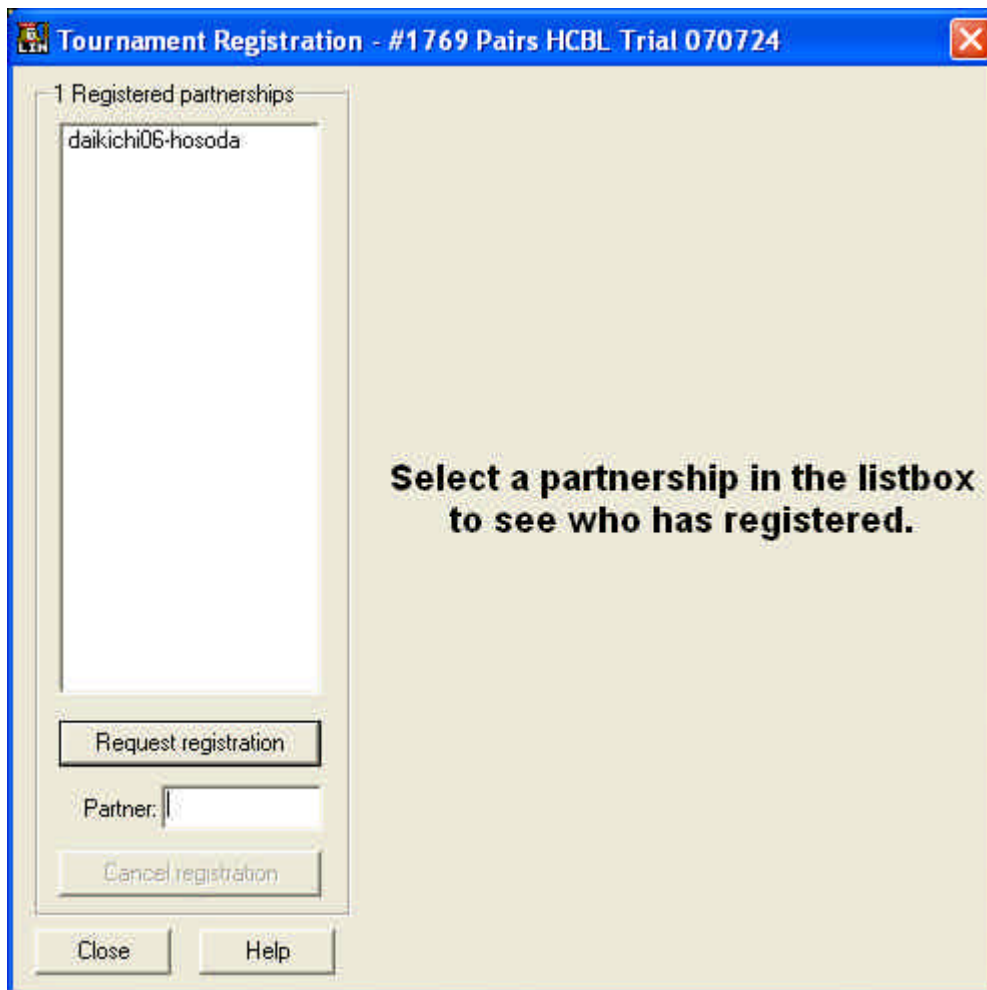 Tournament Registration - #1769 Pairs HCBL Trial 070724
1 Registered partnerships
daikichi06-hosoda
Select a partnership in the listbox
to see who has registered.
Request registration
Partner:
Cancel registration
Close
Help